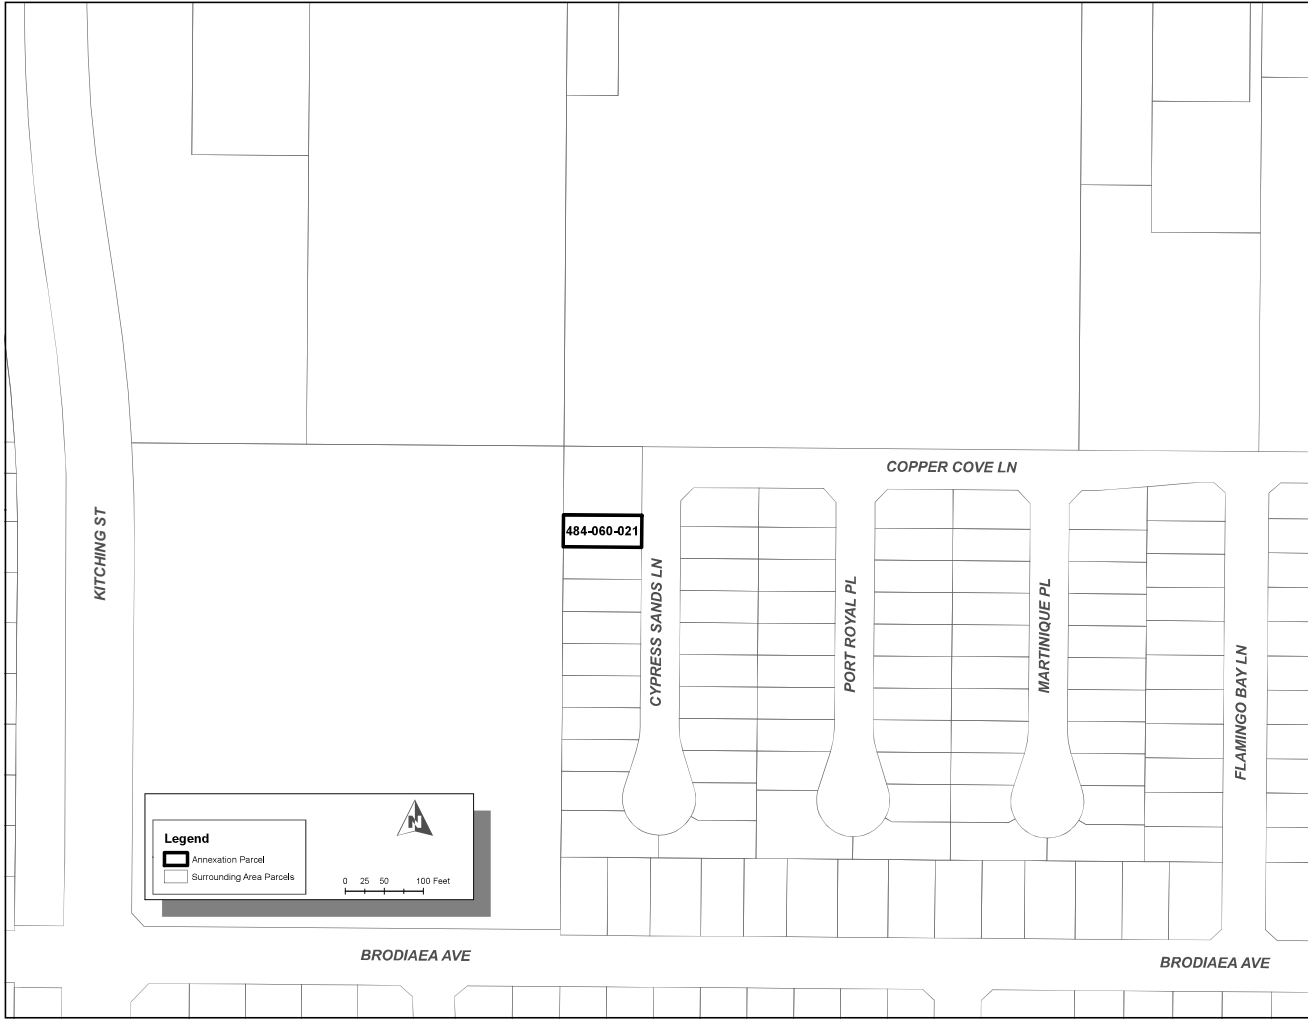 COPPER COVE LN
484-060-021
KITCHING ST
CYPRESS SANDS LN
PORT ROYAL PL
MARTINIQUE PL
FLAMINGO BAY LN
N
Legend
Annexation Parcel
Surrounding Area Parcels
0 25 50 100 Feet
BRODIAEA AVE
BRODIAEA AVE